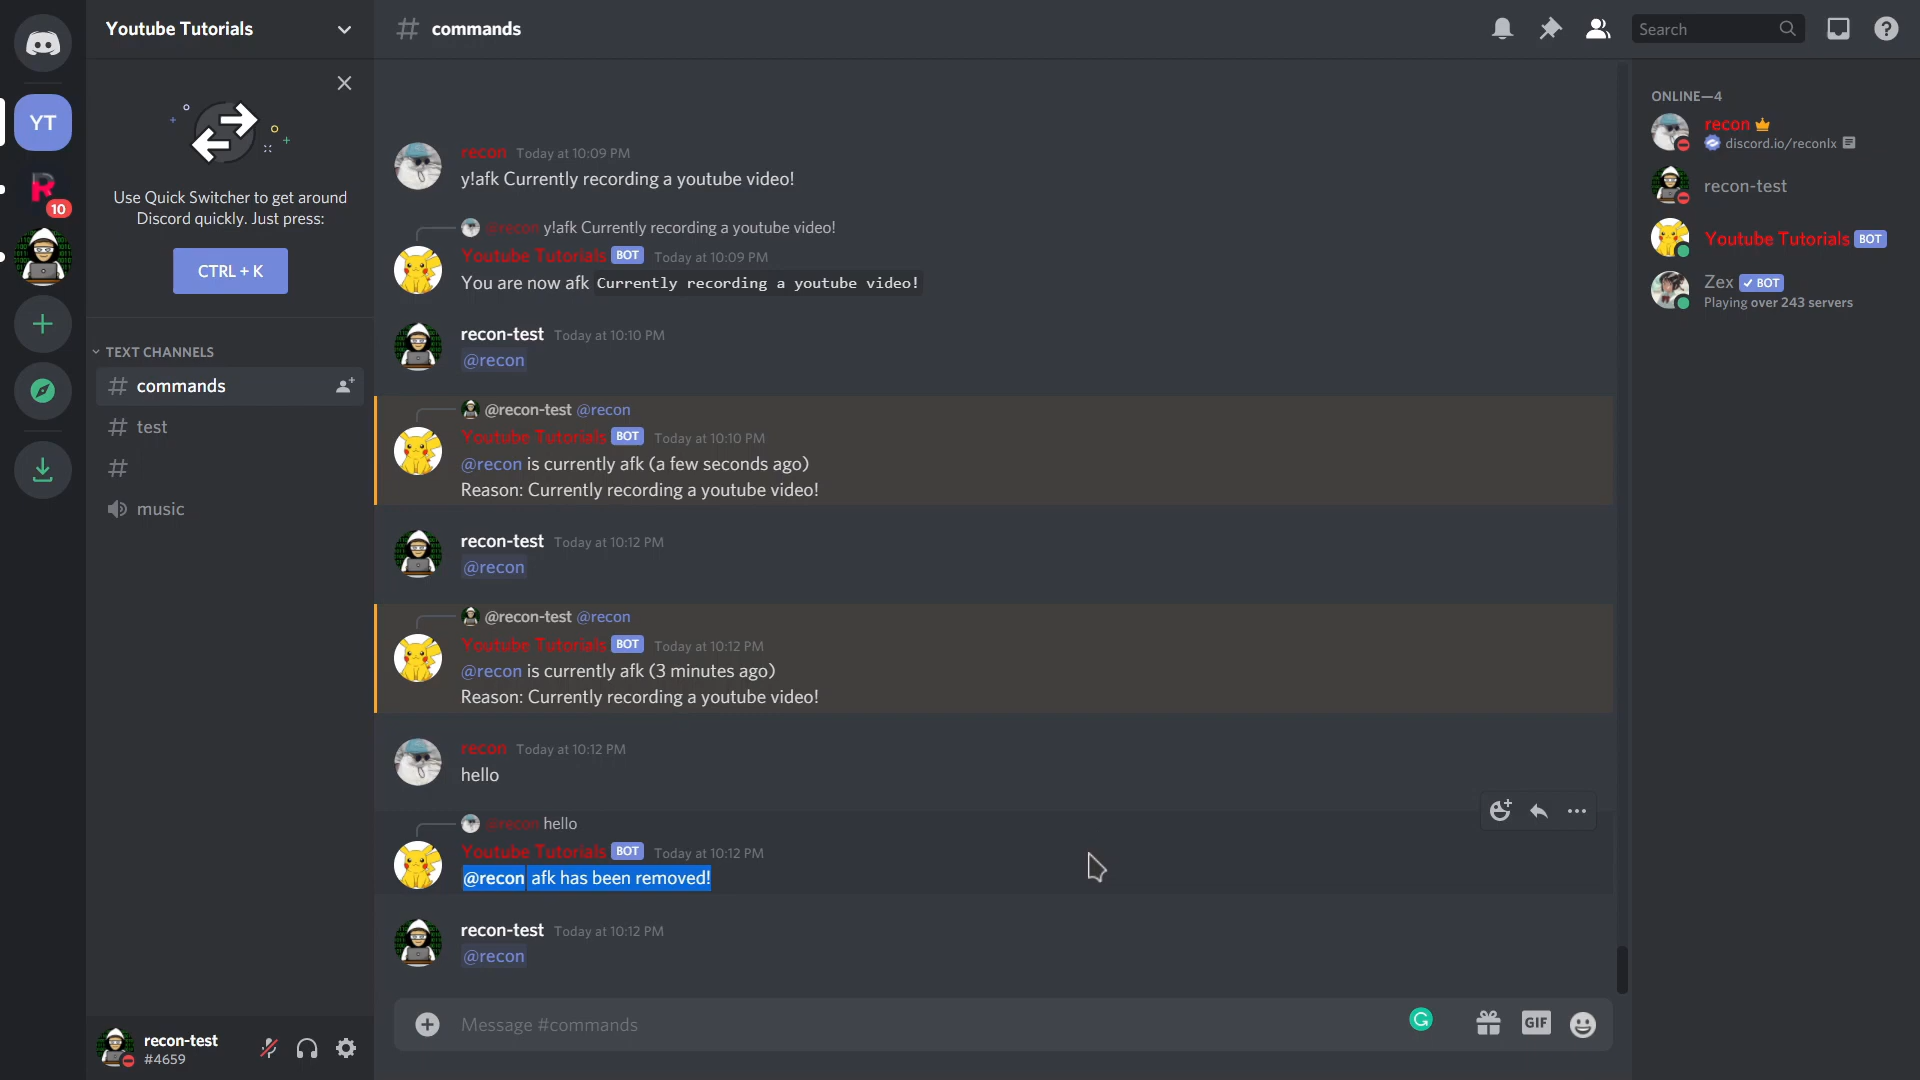 Youtube Tutorials
commands
Search
YT
R
10
Use Quick Switcher to get around
Discord quickly. Just press:
CTRL + K
TEXT CHANNELS
commands
test
music
recon-test
#4659
recon Today at 10:09 PM
y!afk Currently recording a youtube video!
@recon y!afk Currently recording a youtube video!
Youtube Tutorials BOT Today at 10:09 PM
You are now afk Currently recording a youtube video!
recon-test Today at 10:10 PM
@recon
@recon-test @recon
Youtube Tutorials BOT Today at 10:10 PM
@recon is currently afk (a few seconds ago)
Reason: Currently recording a youtube video!
recon-test Today at 10:12 PM
@recon
@recon-test @recon
Youtube Tutorials BOT Today at 10:12 PM
@recon is currently afk (3 minutes ago)
Reason: Currently recording a youtube video!
recon Today at 10:12 PM
hello
@recon hello
Youtube Tutorials BOT Today at 10:12 PM
@recon afk has been removed!
recon-test Today at 10:12 PM
@recon
Message #commands
GIF
ONLINE—4
recon
discord.io/reconlx
recon-test
Youtube Tutorials BOT
Zex ✓ BOT
Playing over 243 servers